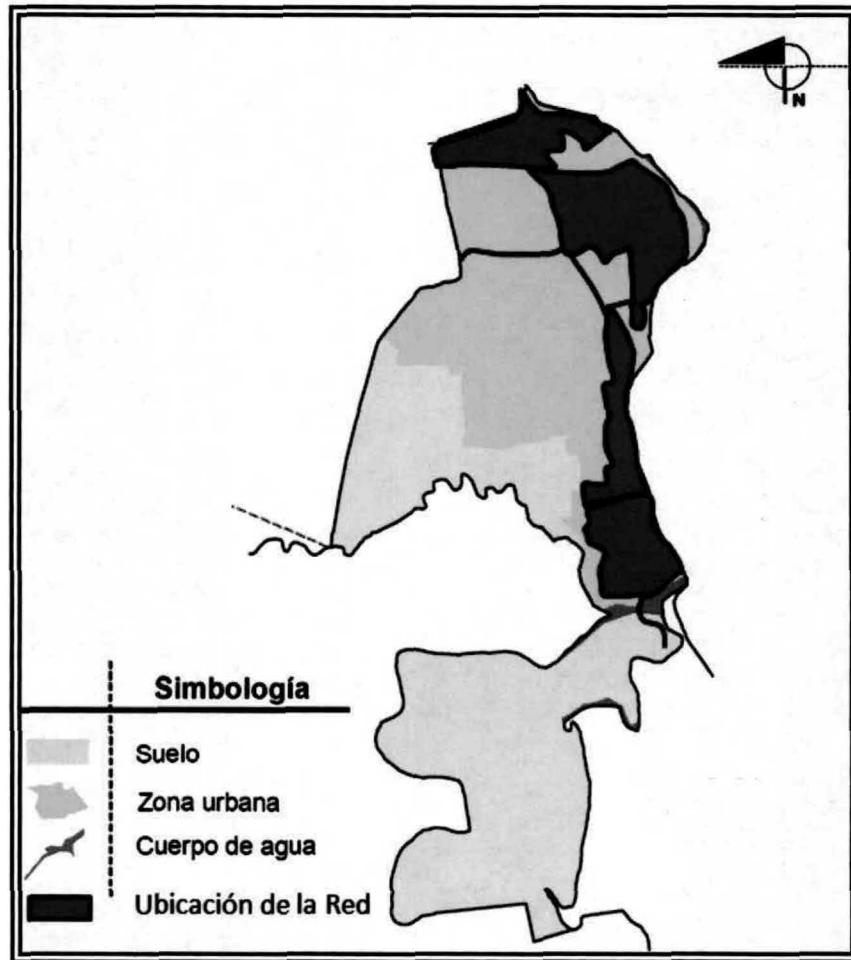 N
Simbología
Suelo
Zona urbana
Cuerpo de agua
Ubicación de la Red